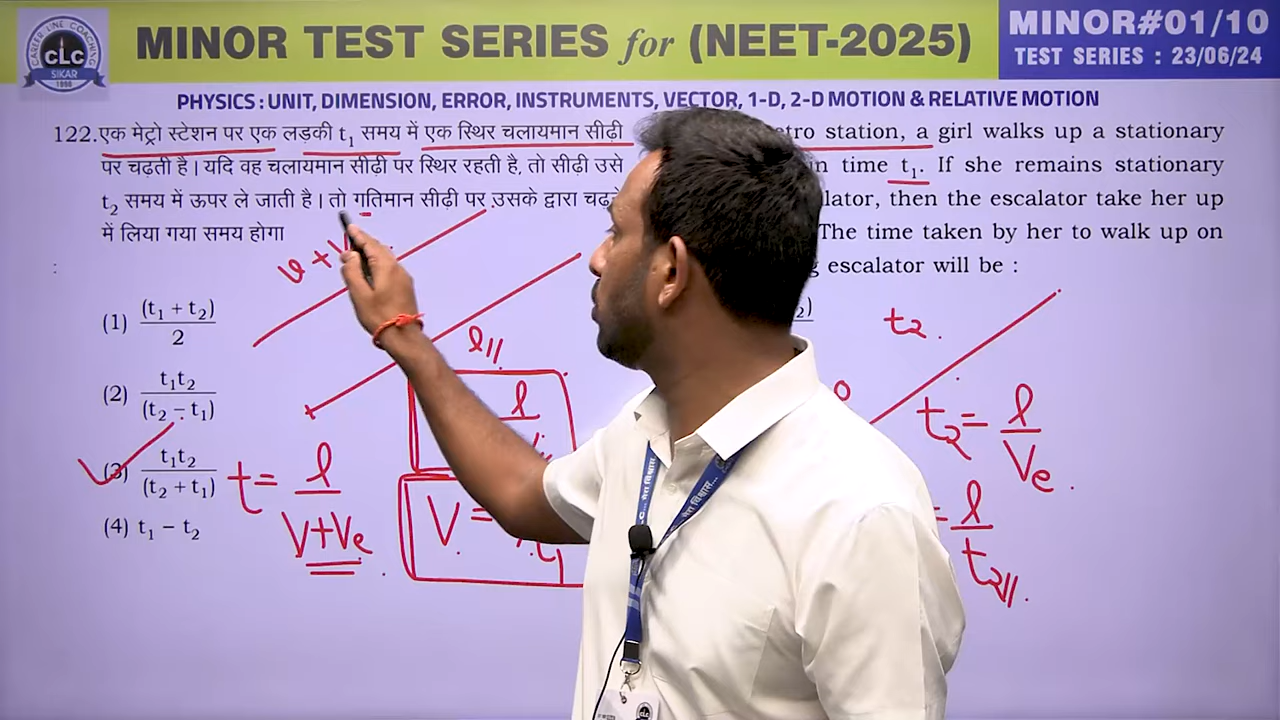 CAREER LINE COACHING
CLC
SIKAR
1996
MINOR TEST SERIES for (NEET-2025)
MINOR#01/10
TEST SERIES : 23/06/24
PHYSICS : UNIT, DIMENSION, ERROR, INSTRUMENTS, VECTOR, 1-D, 2-D MOTION & RELATIVE MOTION
122. एक मेट्रो स्टेशन पर एक लड़की t₁ समय में एक स्थिर चलायमान सीढ़ी
पर चढ़ती है। यदि वह चलायमान सीढ़ी पर स्थिर रहती है, तो सीढ़ी उसे
t₂ समय में ऊपर ले जाती है। तो गतिमान सीढ़ी पर उसके द्वारा
में लिया गया समय होगा
:
station, a girl walks up a stationary
time t₁. If she remains stationary
then the escalator take her up
The time taken by her to walk up on
escalator will be :
(1) (t₁ + t₂)/2
(2) t₁t₂/(t₂ – t₁)
(3) t₁t₂/(t₂ + t₁)
(4) t₁ – t₂
t = l/(V+Ve)
V =
t₁
t₂
t₂ = l/Ve
= l/t₂